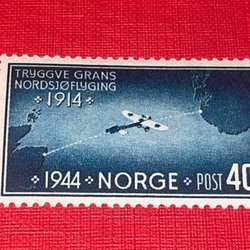 TRYGGVE GRANS
NORDSJØFLYGING
· 1914 ·
· 1944 · NORGE · POST 40